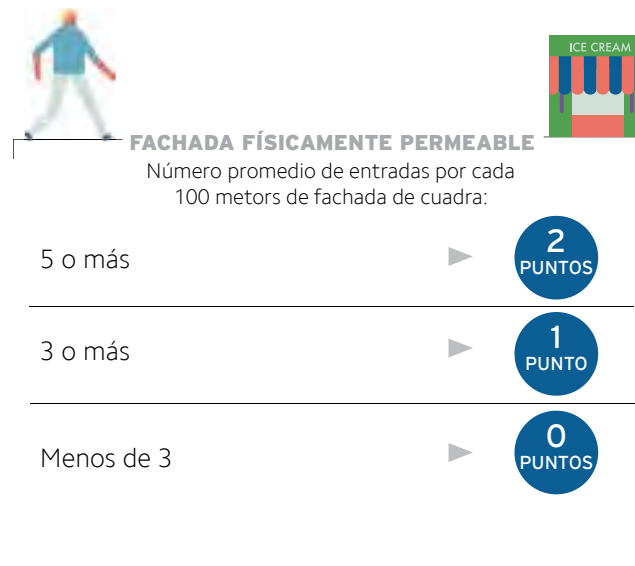 ICE CREAM
FACHADA FÍSICAMENTE PERMEABLE
Número promedio de entradas por cada
100 metors de fachada de cuadra:
5 o más
2
PUNTOS
3 o más
1
PUNTO
Menos de 3
0
PUNTOS